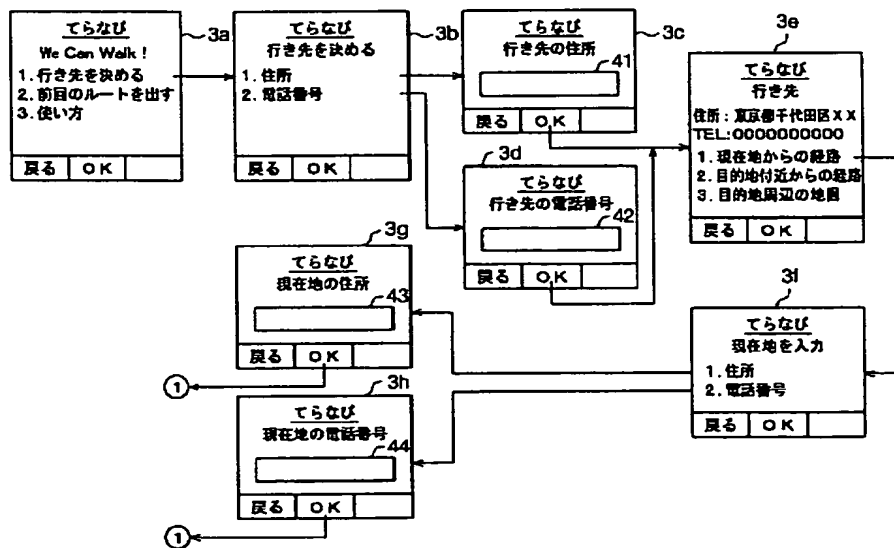 3a
てらなび
We Can Walk !
1. 行き先を決める
2. 前回のルートを出す
3. 使い方
戻る OK
3b
てらなび
行き先を決める
1. 住所
2. 電話番号
戻る OK
3c
てらなび
行き先の住所
41
戻る OK
3d
てらなび
行き先の電話番号
42
戻る OK
3e
てらなび
行き先
住所：東京都千代田区××
TEL:0000000000
1. 現在地からの経路
2. 目的地付近からの経路
3. 目的地周辺の地図
3f
てらなび
現在地を入力
1. 住所
2. 電話番号
戻る OK
3g
てらなび
現在地の住所
43
戻る OK
1
3h
てらなび
現在地の電話番号
44
戻る OK
1